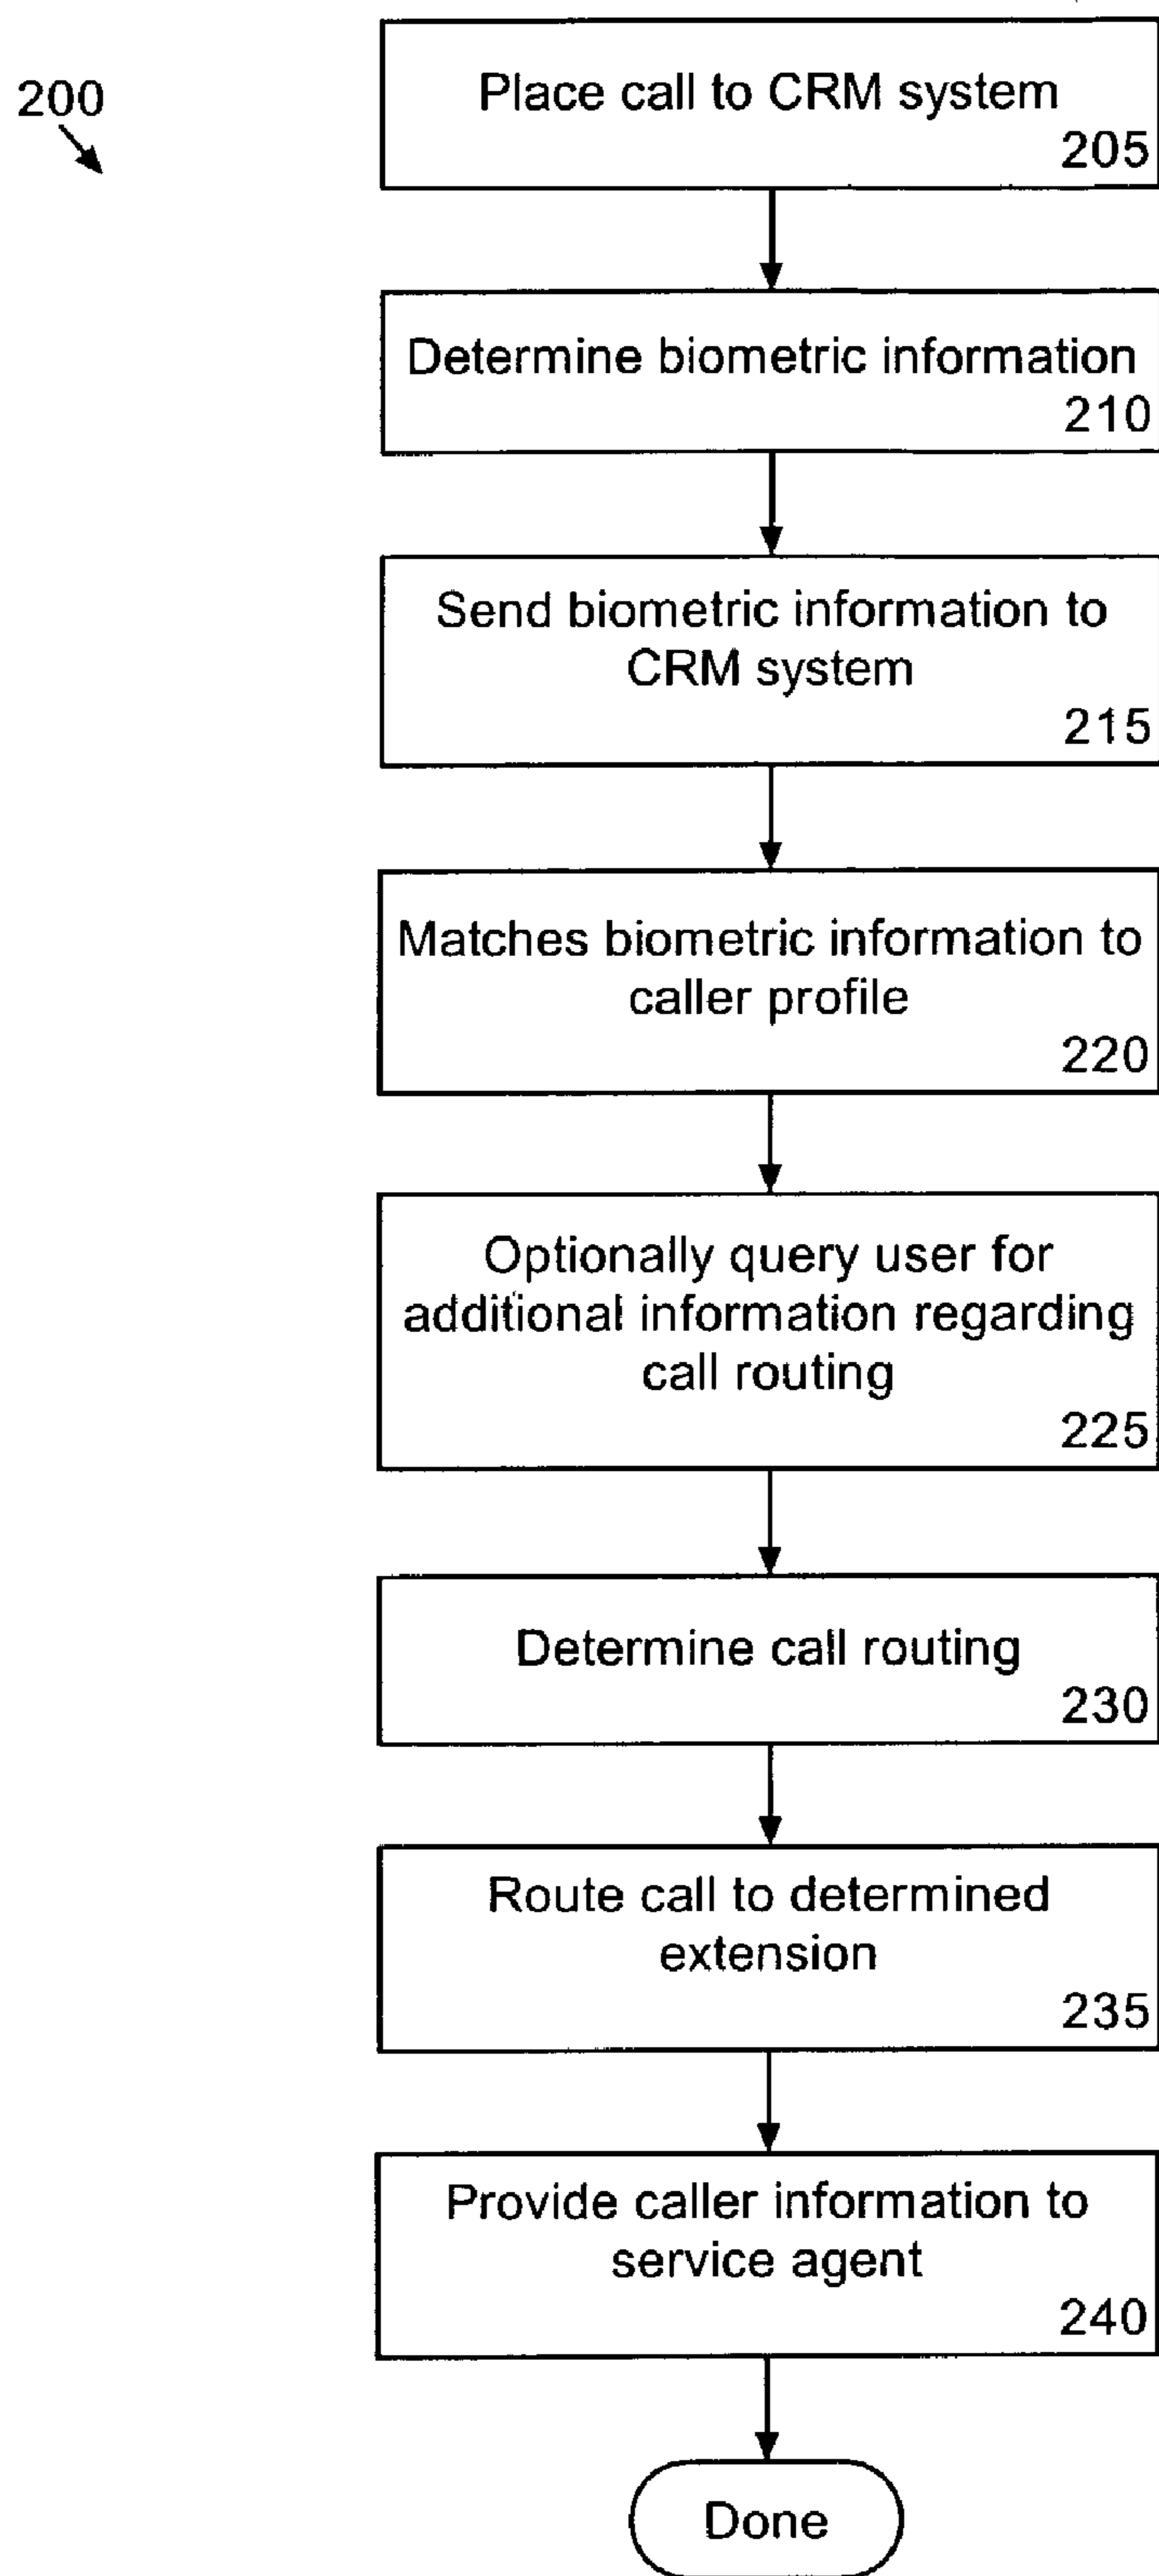 200
Place call to CRM system
205
Determine biometric information
210
Send biometric information to
CRM system
215
Matches biometric information to
caller profile
220
Optionally query user for
additional information regarding
call routing
225
Determine call routing
230
Route call to determined
extension
235
Provide caller information to
service agent
240
Done